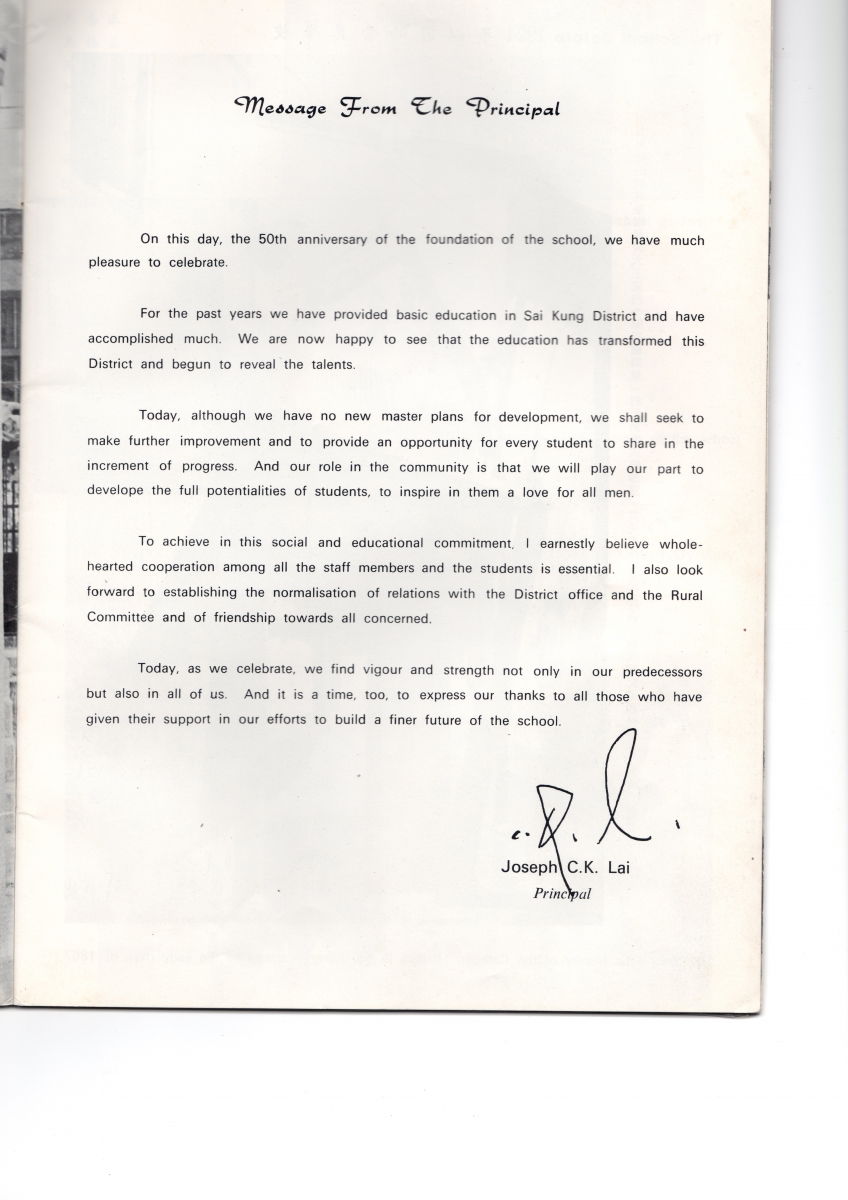 Message From The Principal
On this day, the 50th anniversary of the foundation of the school, we have much
pleasure to celebrate.
For the past years we have provided basic education in Sai Kung District and have
accomplished much. We are now happy to see that the education has transformed this
District and begun to reveal the talents.
Today, although we have no new master plans for development, we shall seek to
make further improvement and to provide an opportunity for every student to share in the
increment of progress. And our role in the community is that we will play our part to
develope the full potentialities of students, to inspire in them a love for all men.
To achieve in this social and educational commitment, I earnestly believe whole-
hearted cooperation among all the staff members and the students is essential. I also look
forward to establishing the normalisation of relations with the District office and the Rural
Committee and of friendship towards all concerned.
Today, as we celebrate, we find vigour and strength not only in our predecessors
but also in all of us. And it is a time, too, to express our thanks to all those who have
given their support in our efforts to build a finer future of the school.
Joseph C.K. Lai
Principal